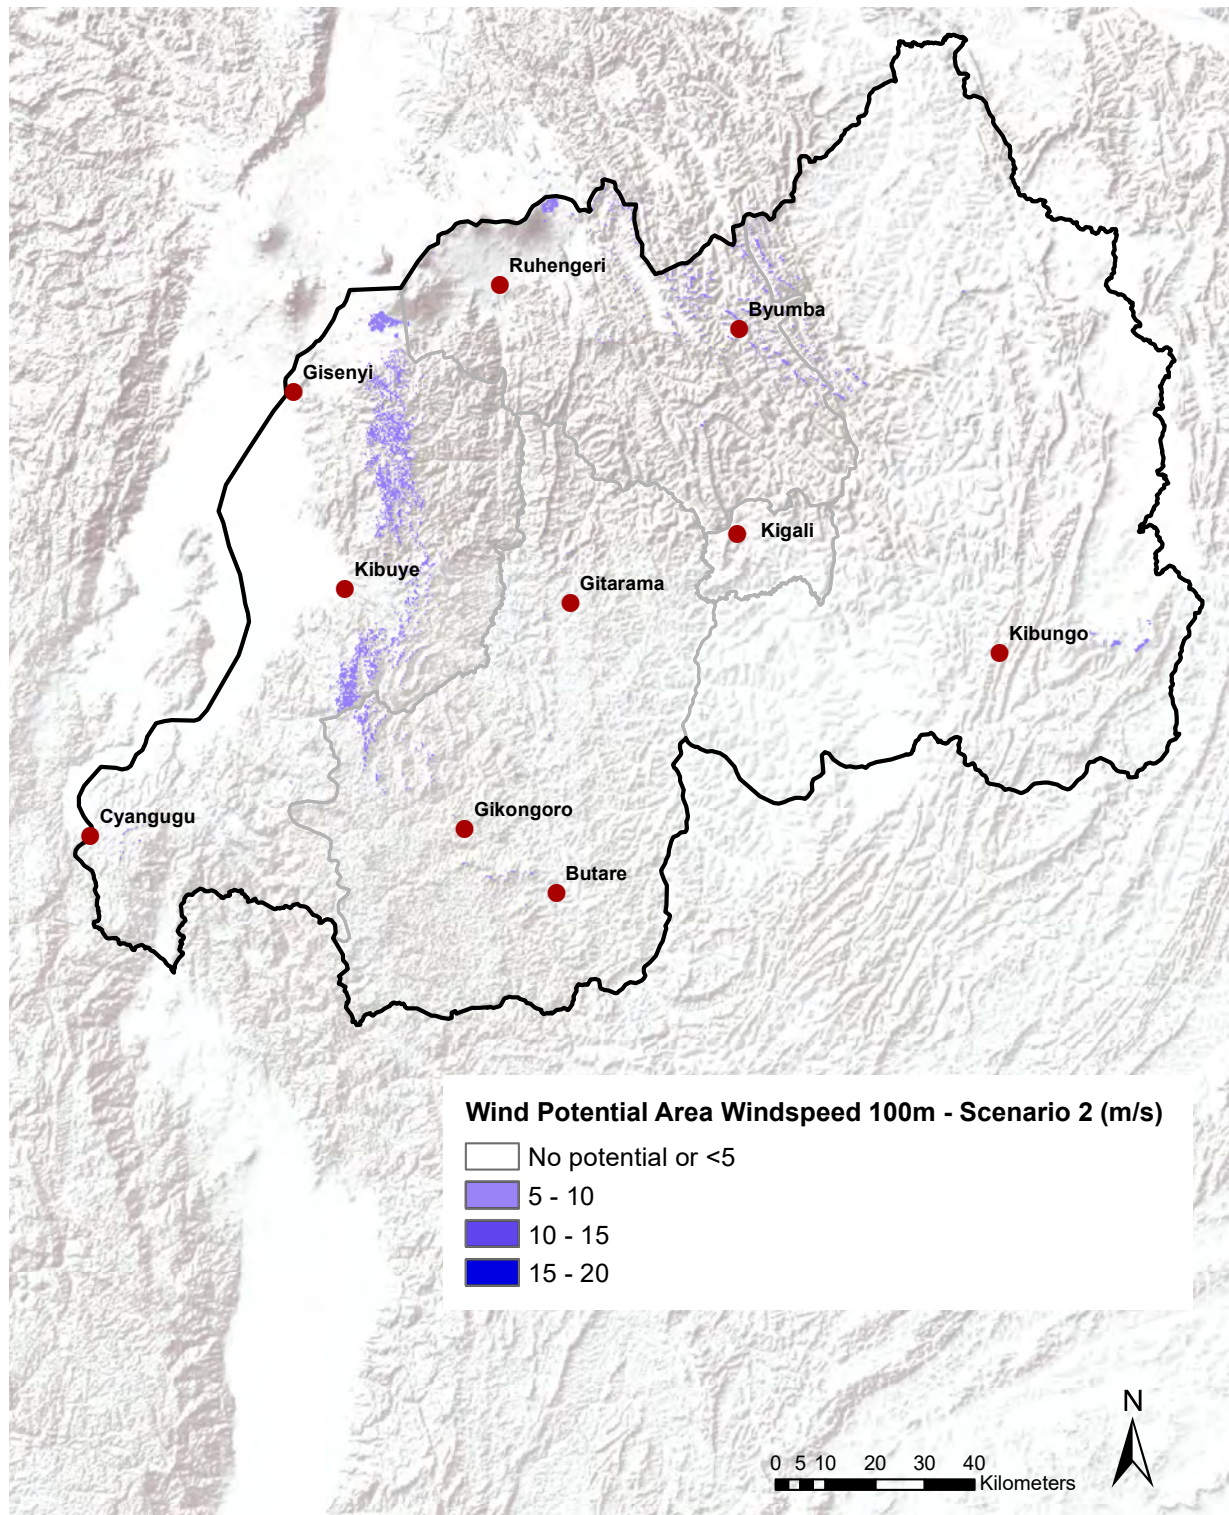 Ruhengeri
Byumba
Gisenyi
Kigali
Kibuye
Gitarama
Kibungo
Gikongoro
Cyangugu
Butare
Wind Potential Area Windspeed 100m - Scenario 2 (m/s)
No potential or <5
5 - 10
10 - 15
15 - 20
N
0 5 10 20 30 40
Kilometers